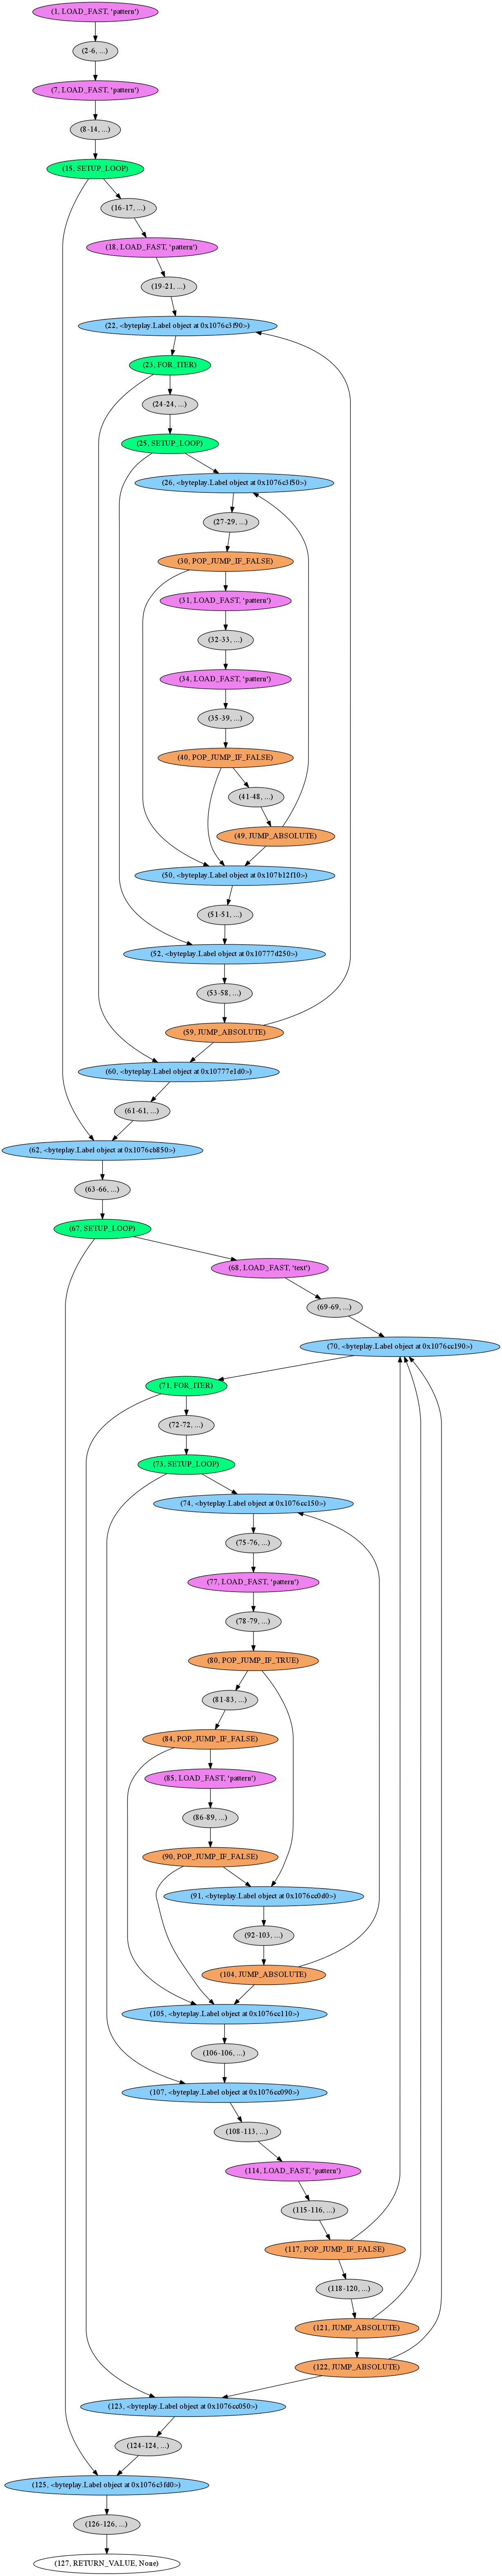 (1, LOAD_FAST, 'pattern')
(2-6, ...)
(7, LOAD_FAST, 'pattern')
(8-14, ...)
(15, SETUP_LOOP)
(16-17, ...)
(18, LOAD_FAST, 'pattern')
(19-21, ...)
(22, <byteplay.Label object at 0x1076c3f90>)
(23, FOR_ITER)
(24-24, ...)
(25, SETUP_LOOP)
(26, <byteplay.Label object at 0x1076c3f50>)
(27-29, ...)
(30, POP_JUMP_IF_FALSE)
(31, LOAD_FAST, 'pattern')
(32-33, ...)
(34, LOAD_FAST, 'pattern')
(35-39, ...)
(40, POP_JUMP_IF_FALSE)
(41-48, ...)
(49, JUMP_ABSOLUTE)
(50, <byteplay.Label object at 0x107b12f10>)
(51-51, ...)
(52, <byteplay.Label object at 0x10777d250>)
(53-58, ...)
(59, JUMP_ABSOLUTE)
(60, <byteplay.Label object at 0x10777e1d0>)
(61-61, ...)
(62, <byteplay.Label object at 0x1076cb850>)
(63-66, ...)
(67, SETUP_LOOP)
(68, LOAD_FAST, 'text')
(69-69, ...)
(70, <byteplay.Label object at 0x1076cc190>)
(71, FOR_ITER)
(72-72, ...)
(73, SETUP_LOOP)
(74, <byteplay.Label object at 0x1076cc150>)
(75-76, ...)
(77, LOAD_FAST, 'pattern')
(78-79, ...)
(80, POP_JUMP_IF_TRUE)
(81-83, ...)
(84, POP_JUMP_IF_FALSE)
(85, LOAD_FAST, 'pattern')
(86-89, ...)
(90, POP_JUMP_IF_FALSE)
(91, <byteplay.Label object at 0x1076cc0d0>)
(92-103, ...)
(104, JUMP_ABSOLUTE)
(105, <byteplay.Label object at 0x1076cc110>)
(106-106, ...)
(107, <byteplay.Label object at 0x1076cc090>)
(108-113, ...)
(114, LOAD_FAST, 'pattern')
(115-116, ...)
(117, POP_JUMP_IF_FALSE)
(118-120, ...)
(121, JUMP_ABSOLUTE)
(122, JUMP_ABSOLUTE)
(123, <byteplay.Label object at 0x1076cc050>)
(124-124, ...)
(125, <byteplay.Label object at 0x1076c3fd0>)
(126-126, ...)
(127, RETURN_VALUE, None)